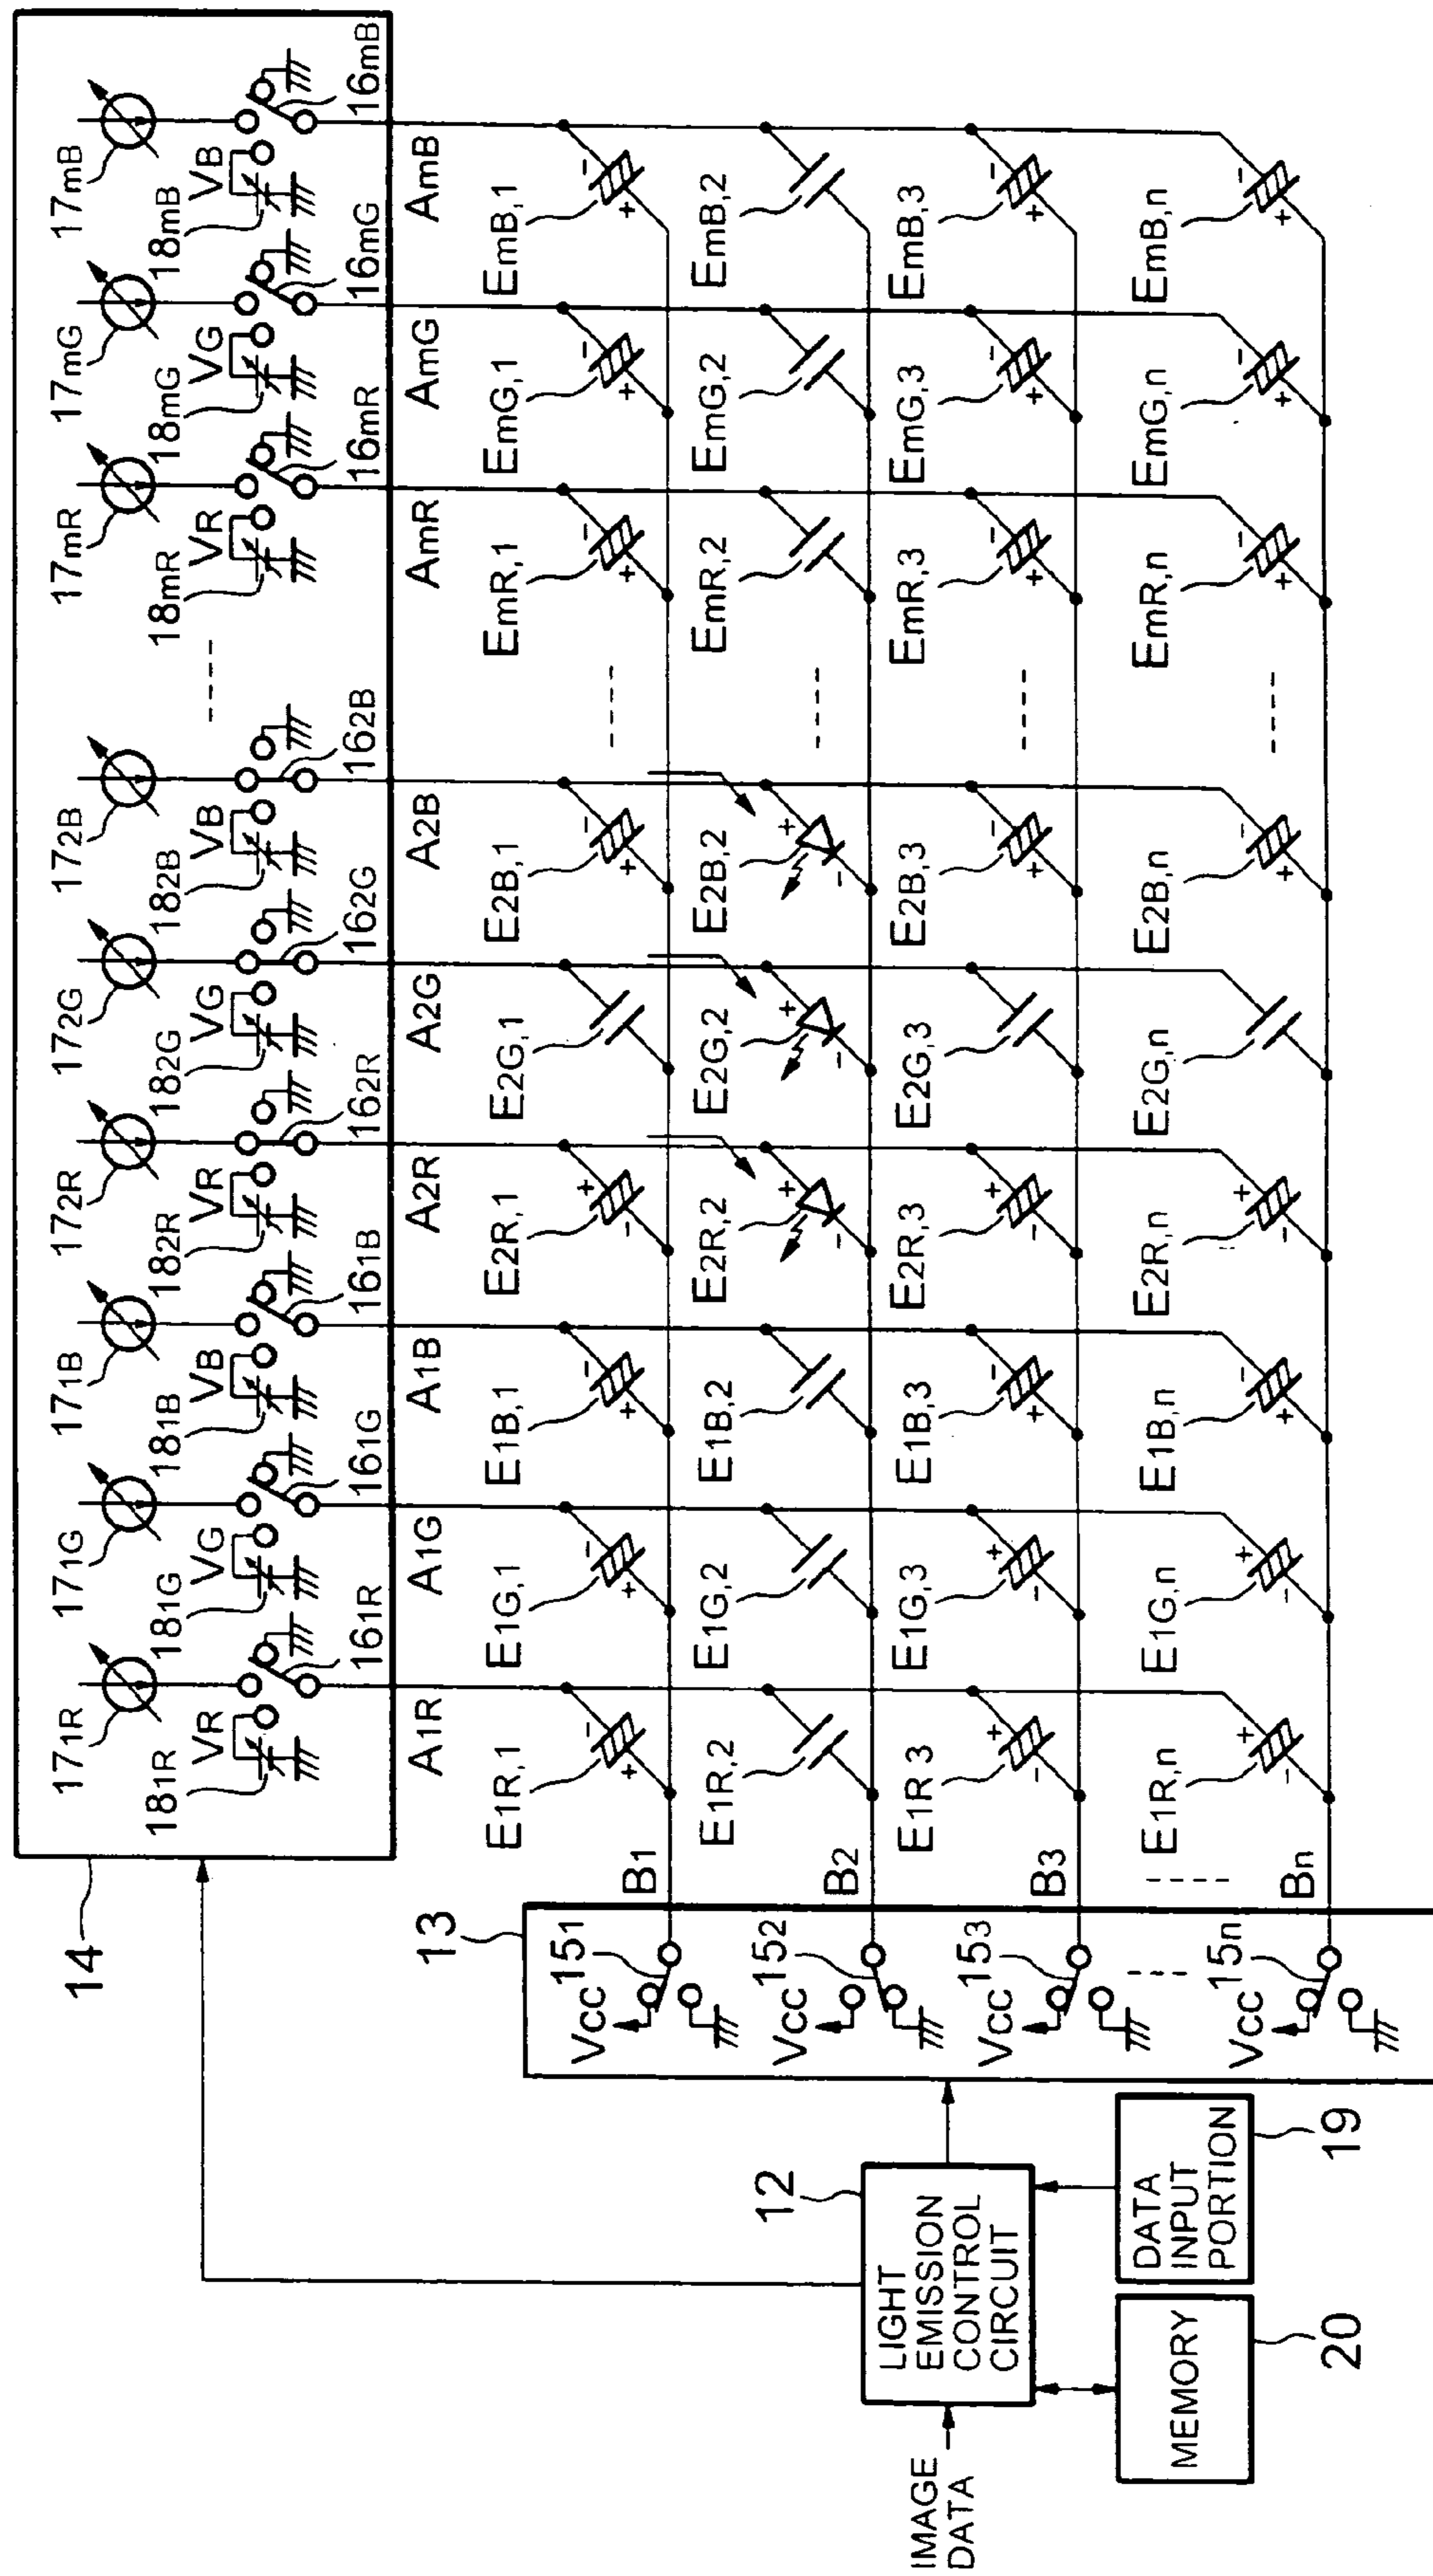 14
171R
171G
171B
172R
172G
172B
17mR
17mG
17mB
181R
VR
181G
VG
181B
VB
182R
VR
182G
VG
182B
VB
18mR
VR
18mG
VG
18mB
VB
161R
161G
161B
162R
162G
162B
16mR
16mG
16mB
A1R
A1G
A1B
A2R
A2G
A2B
AmR
AmG
AmB
E1R,1
E1G,1
E1B,1
E2R,1
E2G,1
E2B,1
EmR,1
EmG,1
EmB,1
E1R,2
E1G,2
E1B,2
E2R,2
E2G,2
E2B,2
EmR,2
EmG,2
EmB,2
E1R 3
E1G,3
E1B,3
E2R,3
E2G,3
E2B,3
EmR,3
EmG,3
EmB,3
E1R,n
E1G,n
E1B,n
E2R,n
E2G,n
E2B,n
EmR,n
EmG,n
EmB,n
13
Vcc
151
B1
Vcc
152
B2
Vcc
153
B3
Vcc
15n
Bn
12
LIGHT
EMISSION
CONTROL
CIRCUIT
IMAGE
DATA
MEMORY
20
DATA
INPUT
PORTION
19